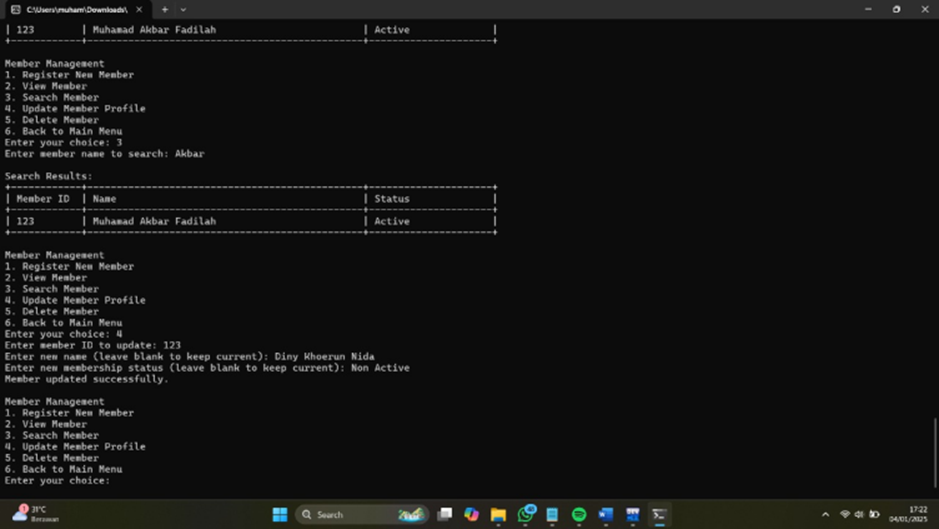 C:\Users\muham\Downloads\
| 123 | Muhamad Akbar Fadilah | Active |
Member Management
1. Register New Member
2. View Member
3. Search Member
4. Update Member Profile
5. Delete Member
6. Back to Main Menu
Enter your choice: 3
Enter member name to search: Akbar
Search Results:
| Member ID | Name | Status |
| 123 | Muhamad Akbar Fadilah | Active |
Member Management
1. Register New Member
2. View Member
3. Search Member
4. Update Member Profile
5. Delete Member
6. Back to Main Menu
Enter your choice: 4
Enter member ID to update: 123
Enter new name (leave blank to keep current): Diny Khoerun Nida
Enter new membership status (leave blank to keep current): Non Active
Member updated successfully.
Member Management
1. Register New Member
2. View Member
3. Search Member
4. Update Member Profile
5. Delete Member
6. Back to Main Menu
Enter your choice:
31°C
Berawan
Search
17:22
04/01/2025